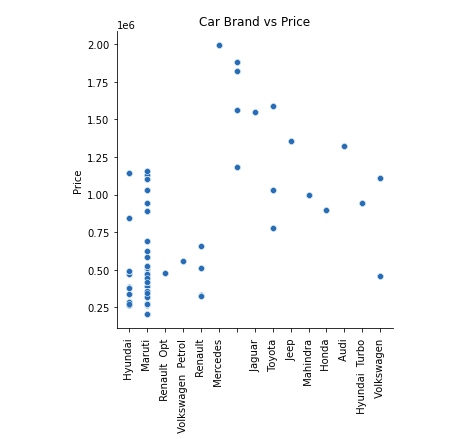 Car Brand vs Price
1e6
2.00
1.75
1.50
1.25
1.00
0.75
0.50
0.25
Price
Hyundai
Maruti
Renault Opt
Volkswagen Petrol
Renault
Mercedes
Jaguar
Toyota
Jeep
Mahindra
Honda
Audi
Hyundai Turbo
Volkswagen